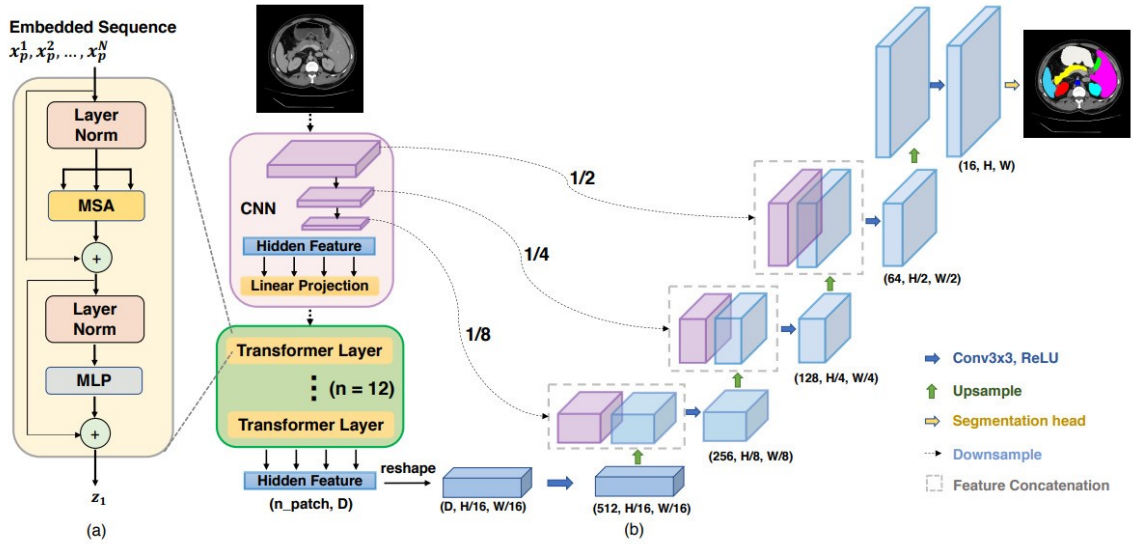 Embedded Sequence
x_p^1, x_p^2, ..., x_p^N
Layer
Norm
MSA
+
Layer
Norm
MLP
+
z_1
(a)
CNN
Hidden Feature
Linear Projection
Transformer Layer
(n = 12)
Transformer Layer
Hidden Feature
(n_patch, D)
reshape
(D, H/16, W/16)
(512, H/16, W/16)
(b)
1/2
1/4
1/8
(256, H/8, W/8)
(128, H/4, W/4)
(64, H/2, W/2)
(16, H, W)
Conv3x3, ReLU
Upsample
Segmentation head
Downsample
Feature Concatenation